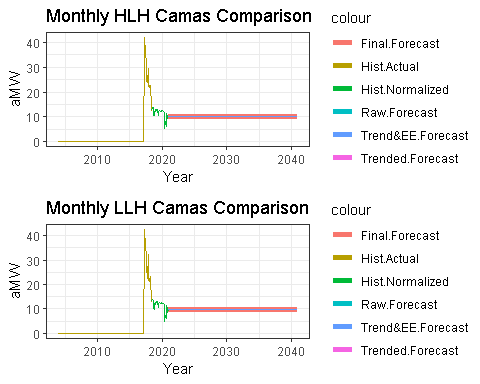 Monthly HLH Camas Comparison
colour
Final.Forecast
Hist.Actual
Hist.Normalized
Raw.Forecast
Trend&EE.Forecast
Trended.Forecast
aMW
40
30
20
10
0
2010 2020 2030 2040
Year
Monthly LLH Camas Comparison
colour
Final.Forecast
Hist.Actual
Hist.Normalized
Raw.Forecast
Trend&EE.Forecast
Trended.Forecast
aMW
40
30
20
10
0
2010 2020 2030 2040
Year